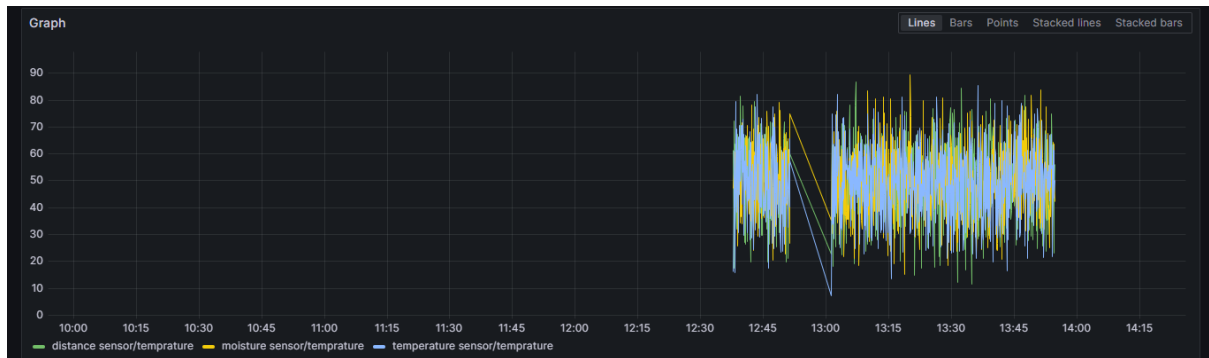 Graph
Lines Bars Points Stacked lines Stacked bars
90
80
70
60
50
40
30
20
10
0
10:00 10:15 10:30 10:45 11:00 11:15 11:30 11:45 12:00 12:15 12:30 12:45 13:00 13:15 13:30 13:45 14:00 14:15
distance sensor/temprature moisture sensor/temprature temperature sensor/temprature